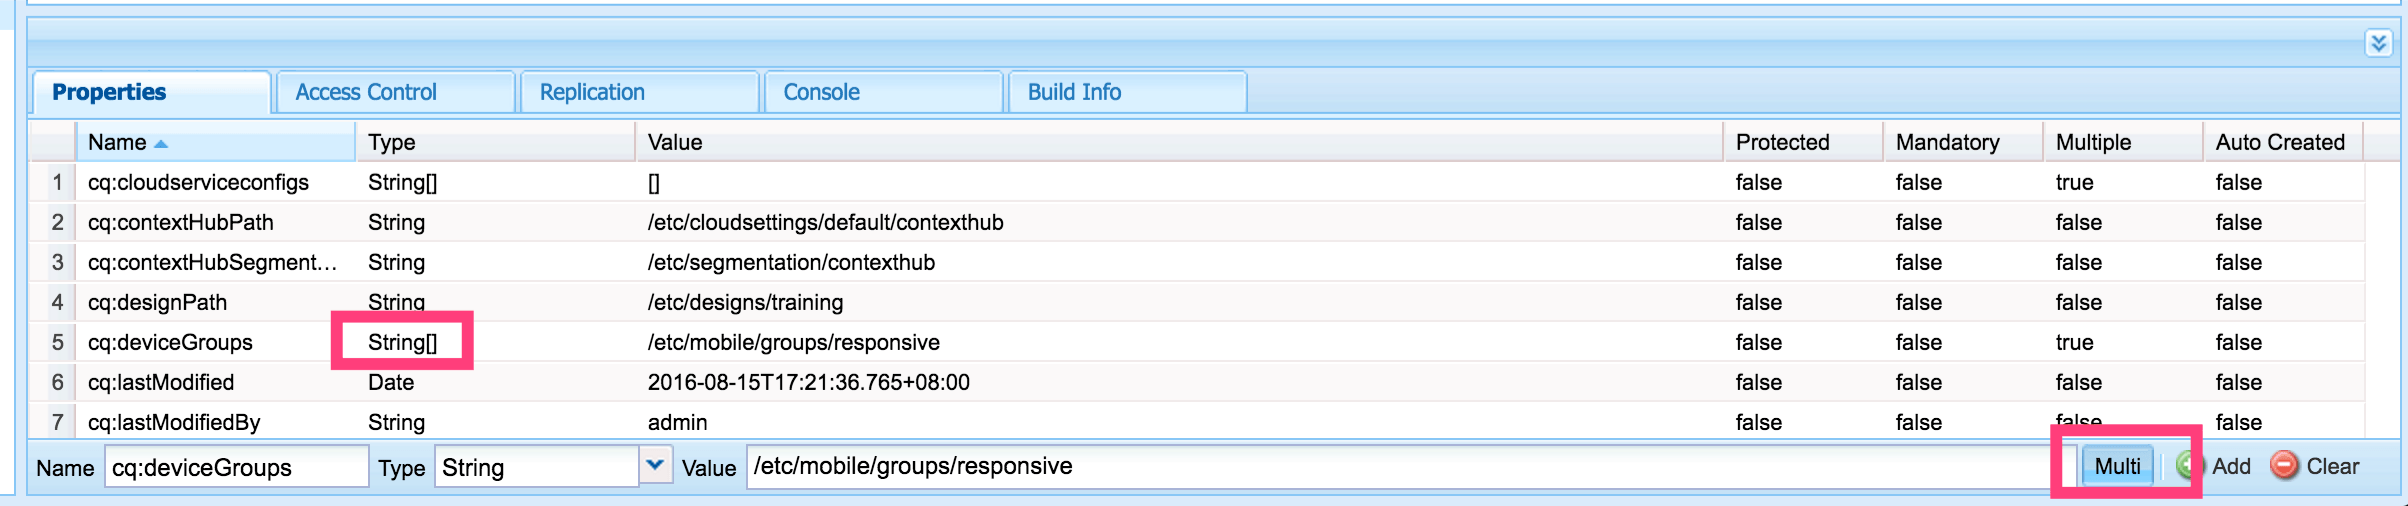 Properties Access Control Replication Console Build Info
Name Type Value Protected Mandatory Multiple Auto Created
1 cq:cloudserviceconfigs String[] [] false false true false
2 cq:contextHubPath String /etc/cloudsettings/default/contexthub false false false false
3 cq:contextHubSegment... String /etc/segmentation/contexthub false false false false
4 cq:designPath String /etc/designs/training false false false false
5 cq:deviceGroups String[] /etc/mobile/groups/responsive false false true false
6 cq:lastModified Date 2016-08-15T17:21:36.765+08:00 false false false false
7 cq:lastModifiedBy String admin false false false false
Name cq:deviceGroups Type String Value /etc/mobile/groups/responsive Multi Add Clear